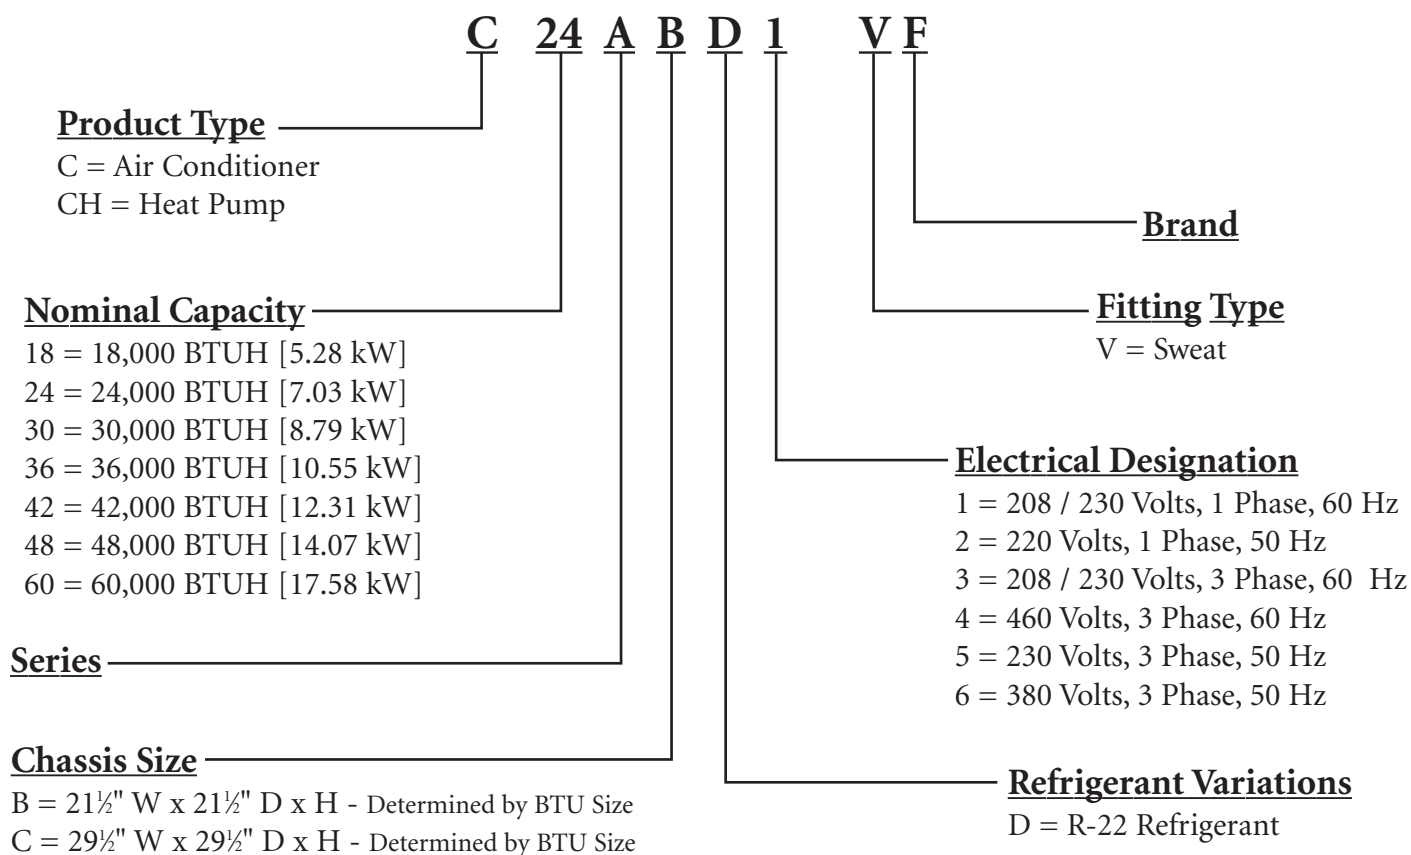 C 24 A B D 1 V F
Product Type
C = Air Conditioner
CH = Heat Pump
Brand
Nominal Capacity
18 = 18,000 BTUH [5.28 kW]
24 = 24,000 BTUH [7.03 kW]
30 = 30,000 BTUH [8.79 kW]
36 = 36,000 BTUH [10.55 kW]
42 = 42,000 BTUH [12.31 kW]
48 = 48,000 BTUH [14.07 kW]
60 = 60,000 BTUH [17.58 kW]
Fitting Type
V = Sweat
Electrical Designation
1 = 208 / 230 Volts, 1 Phase, 60 Hz
2 = 220 Volts, 1 Phase, 50 Hz
3 = 208 / 230 Volts, 3 Phase, 60 Hz
4 = 460 Volts, 3 Phase, 60 Hz
5 = 230 Volts, 3 Phase, 50 Hz
6 = 380 Volts, 3 Phase, 50 Hz
Series
Chassis Size
B = 21½" W x 21½" D x H - Determined by BTU Size
C = 29½" W x 29½" D x H - Determined by BTU Size
Refrigerant Variations
D = R-22 Refrigerant